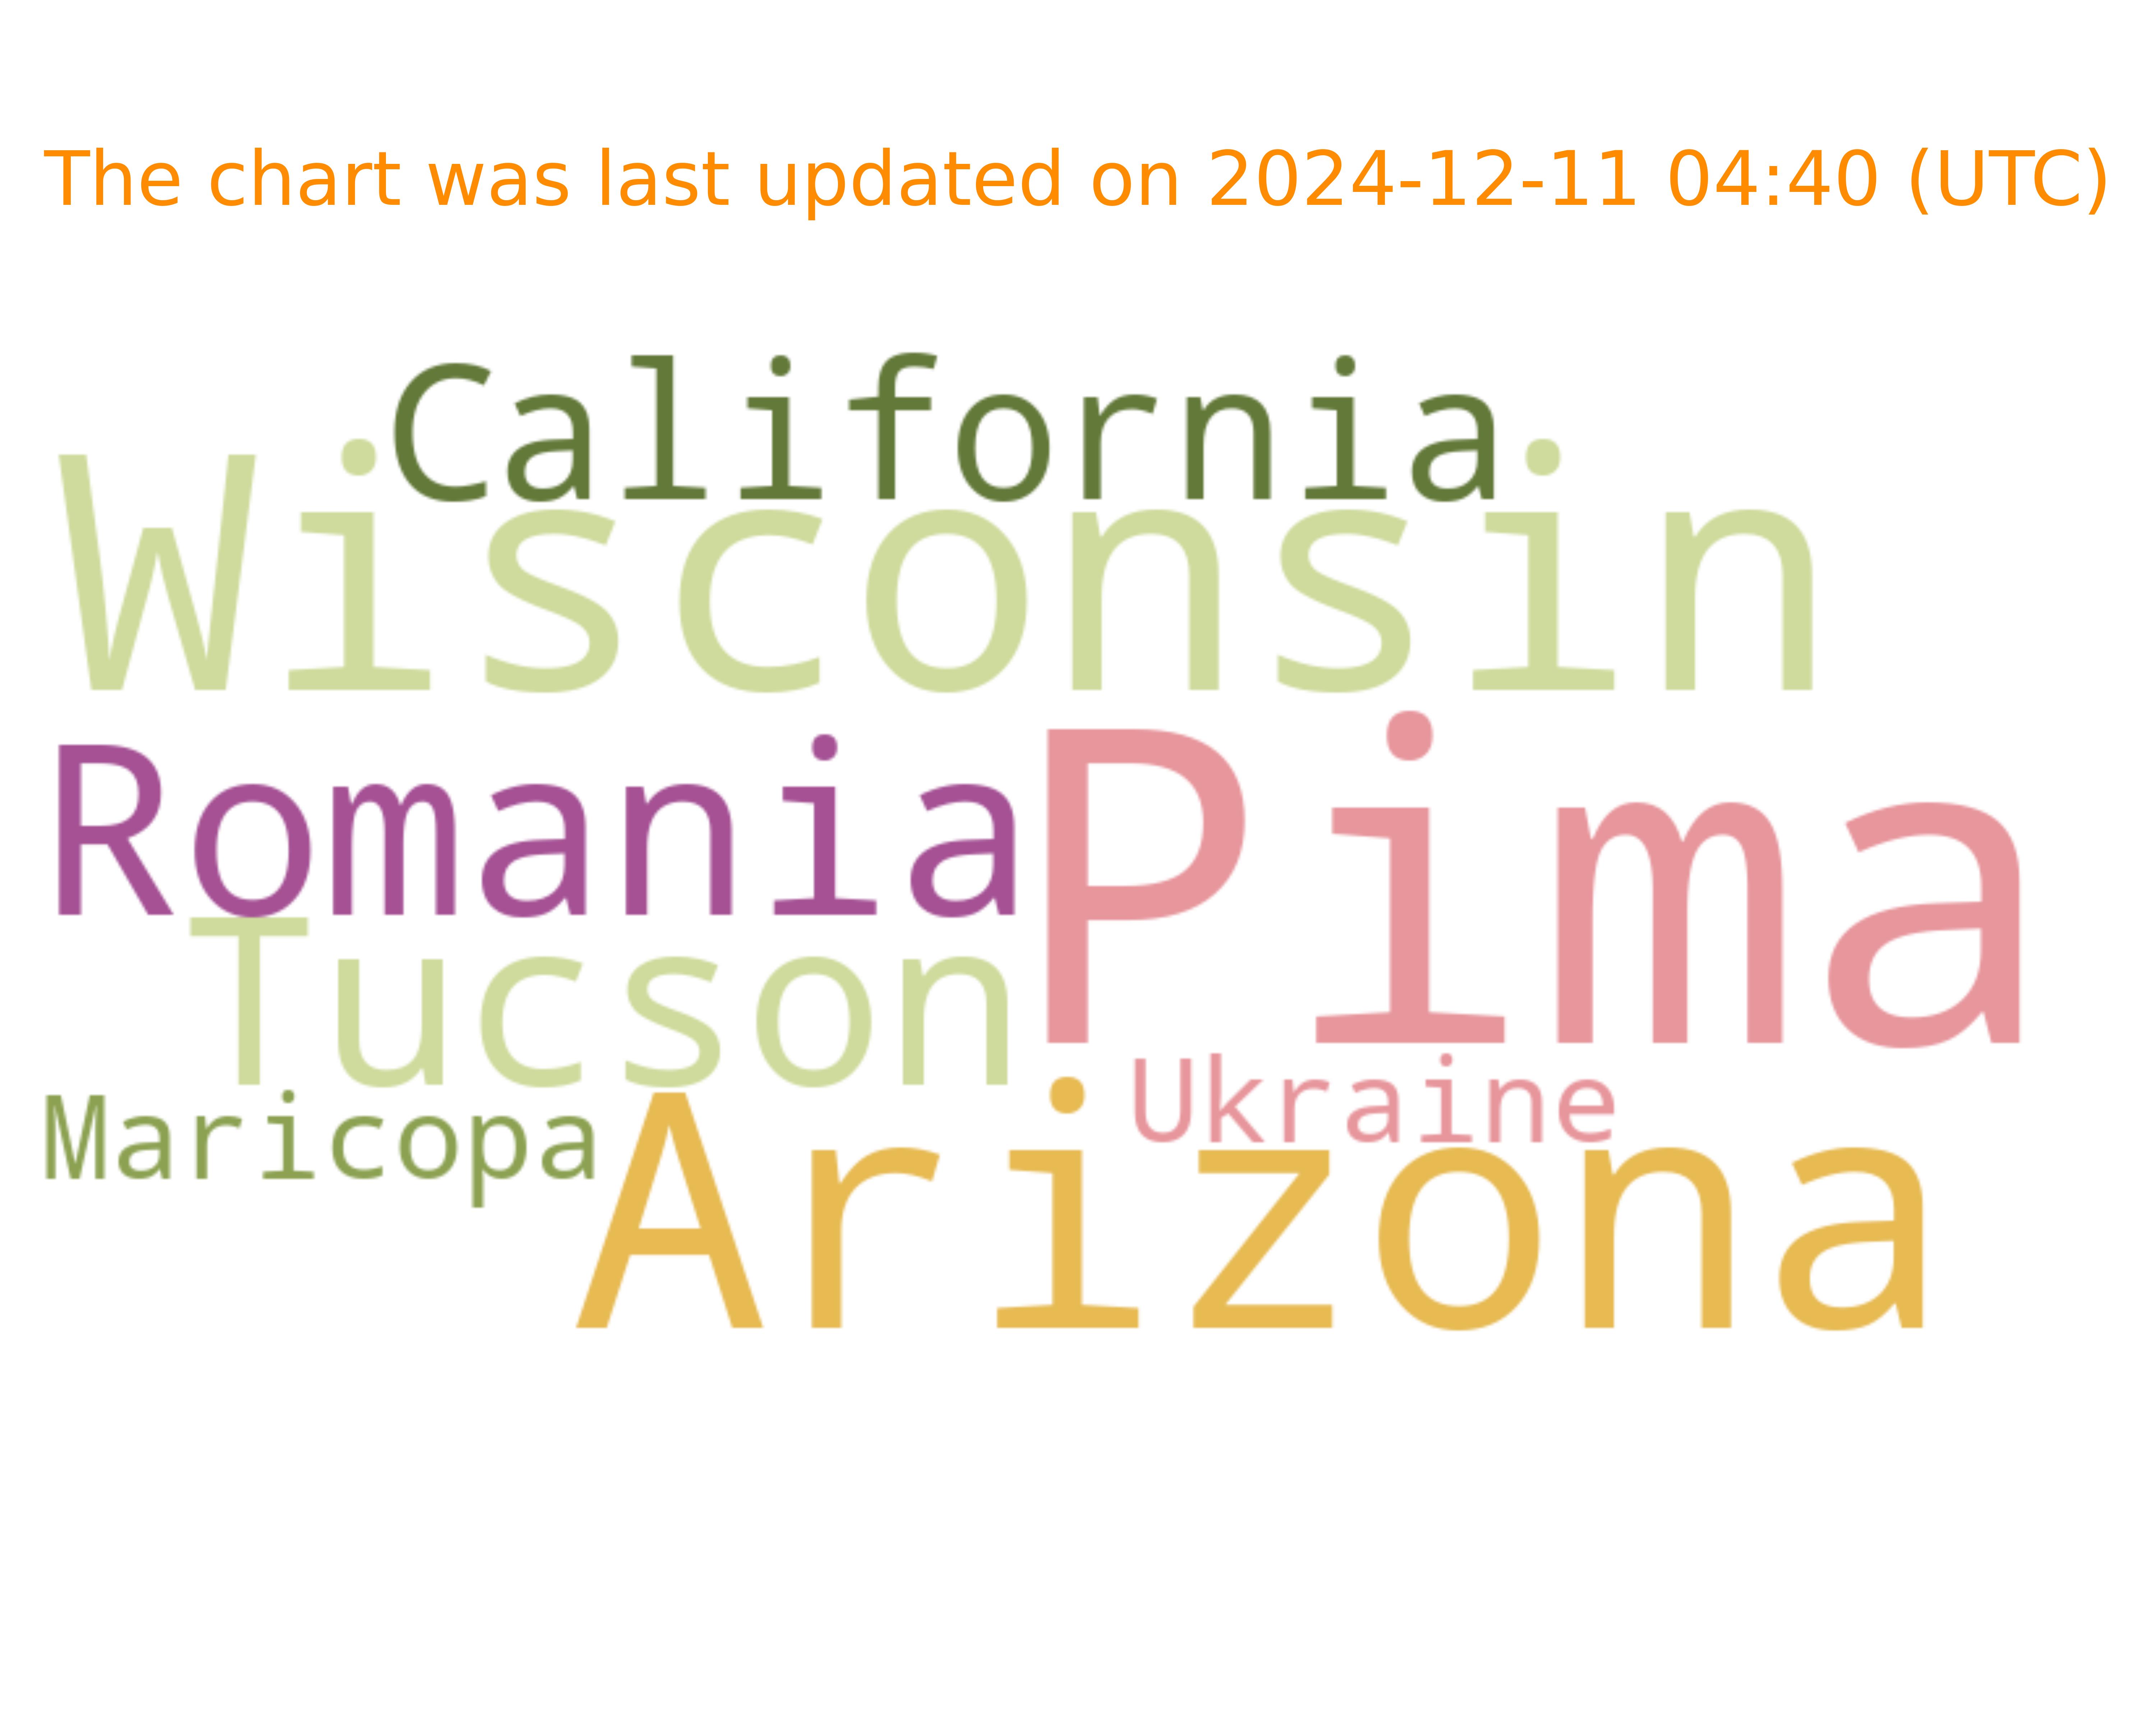 The chart was last updated on 2024-12-11 04:40 (UTC)
California
Wisconsin
Romania
Pima
Tucson
Ukraine
Maricopa
Arizona